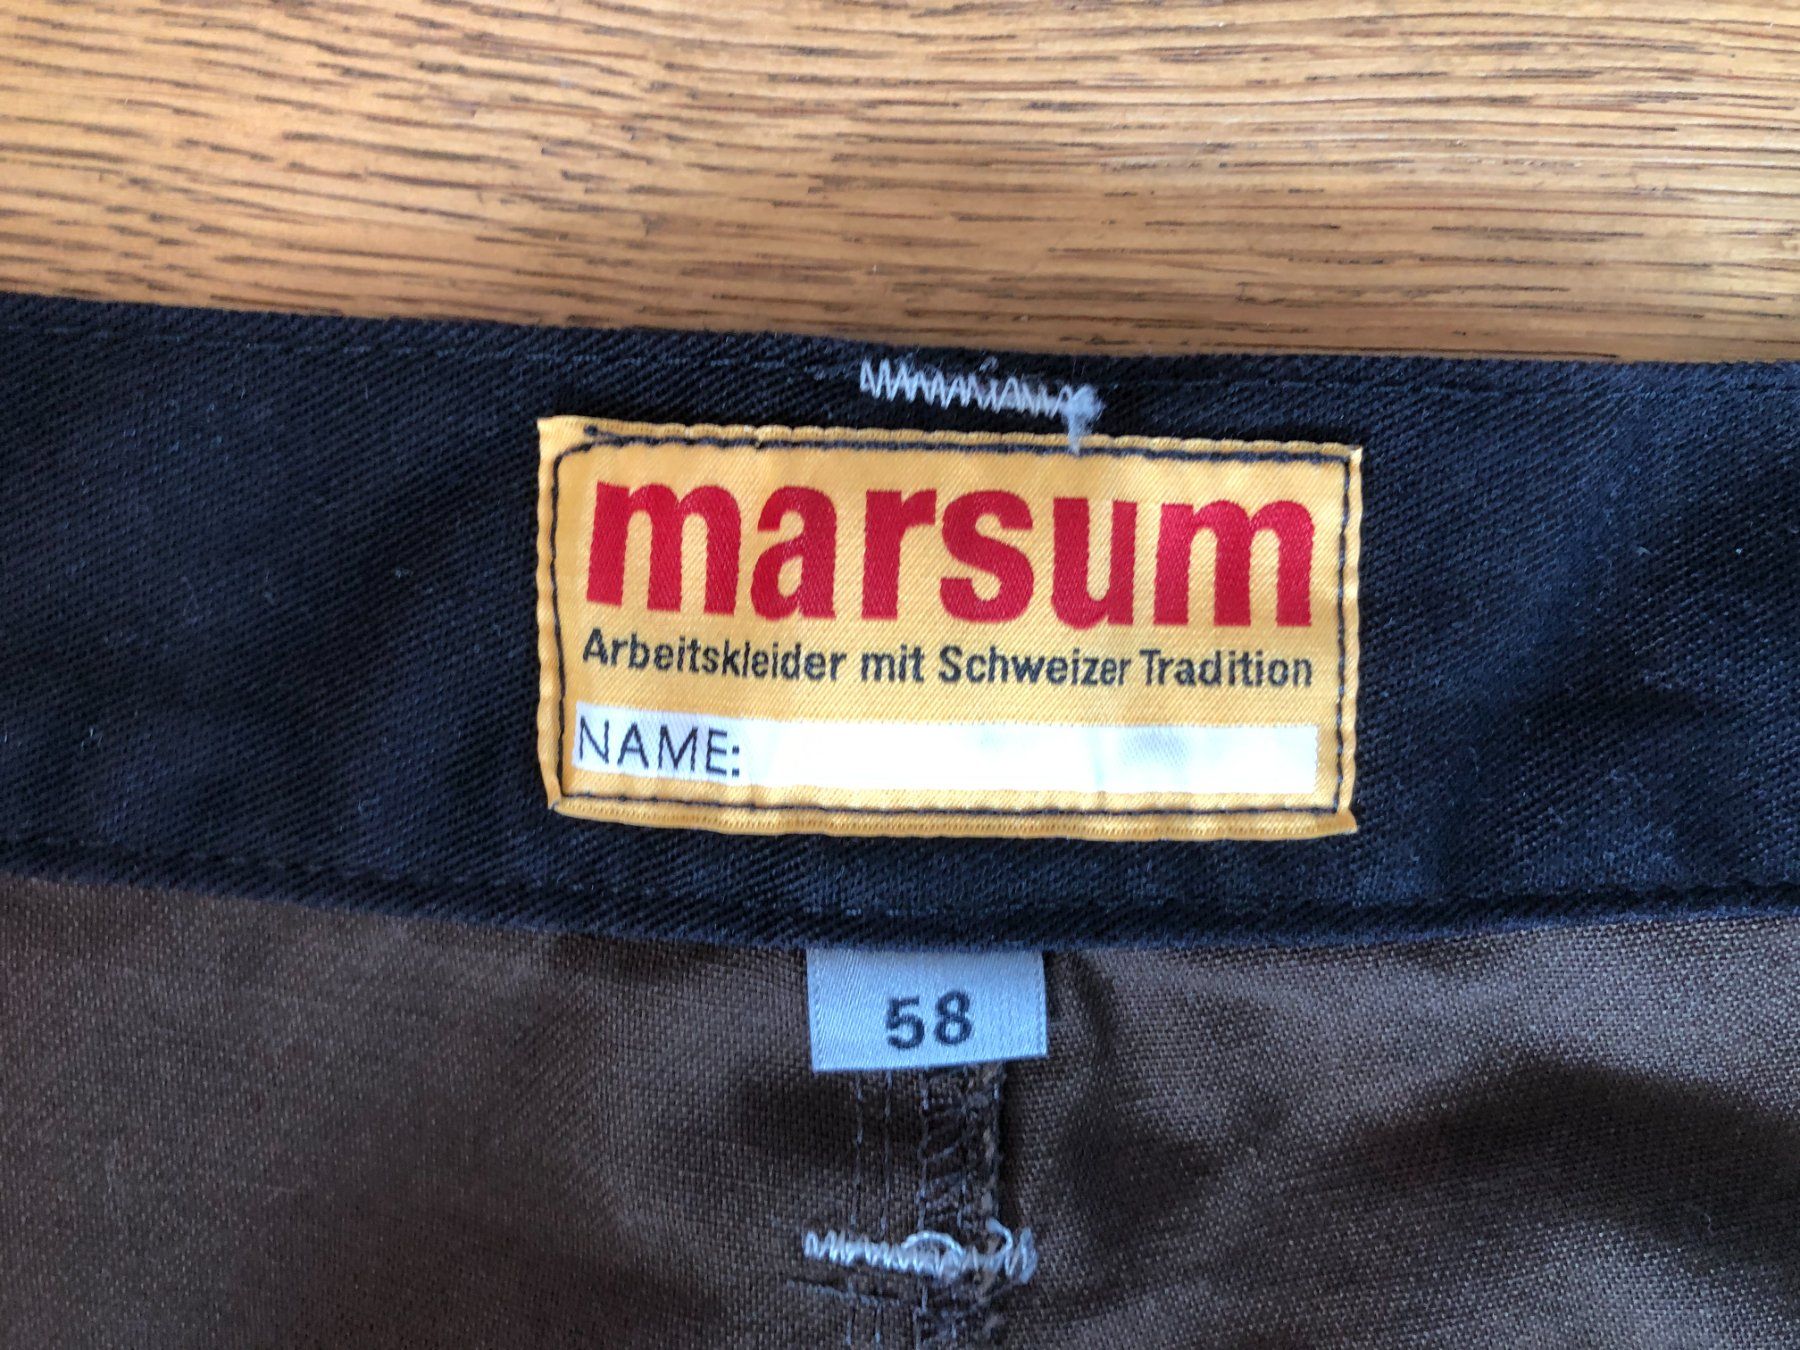 marsum
Arbeitskleider mit Schweizer Tradition
NAME:
58